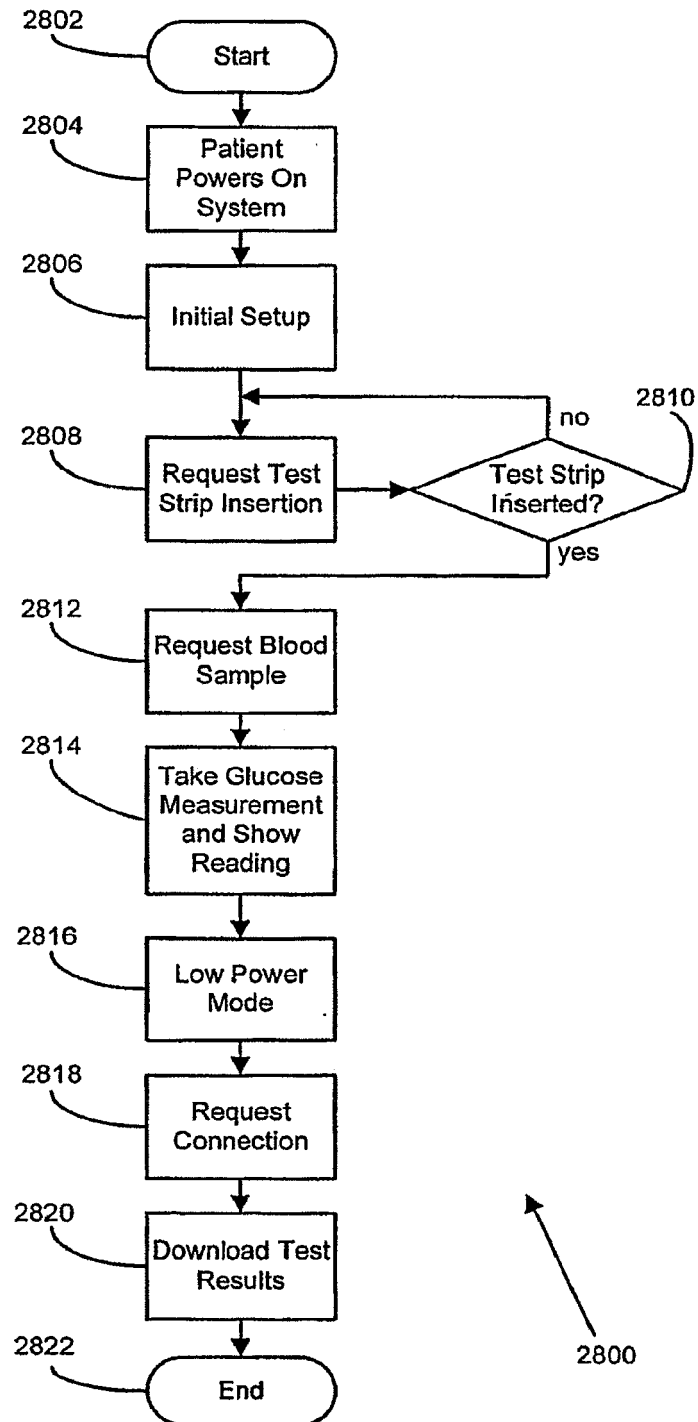 2802
Start
2804
Patient
Powers On
System
2806
Initial Setup
2810
no
2808
Request Test
Strip Insertion
Test Strip
Inserted?
yes
2812
Request Blood
Sample
2814
Take Glucose
Measurement
and Show
Reading
2816
Low Power
Mode
2818
Request
Connection
2820
Download Test
Results
2800
2822
End